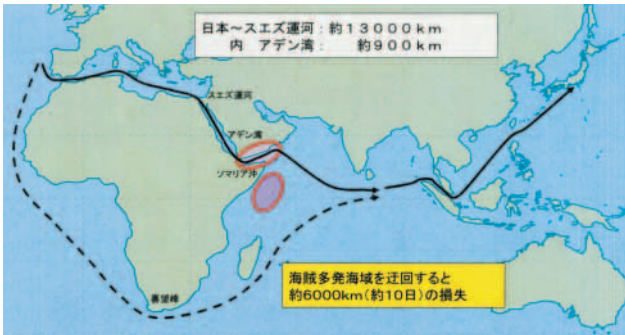 日本～スエズ運河：約１３０００ｋｍ
内　アデン湾：　約９００ｋｍ
スエズ運河
アデン湾
ソマリア沖
喜望峰
海賊多発海域を迂回すると
約6000km(約10日)の損失